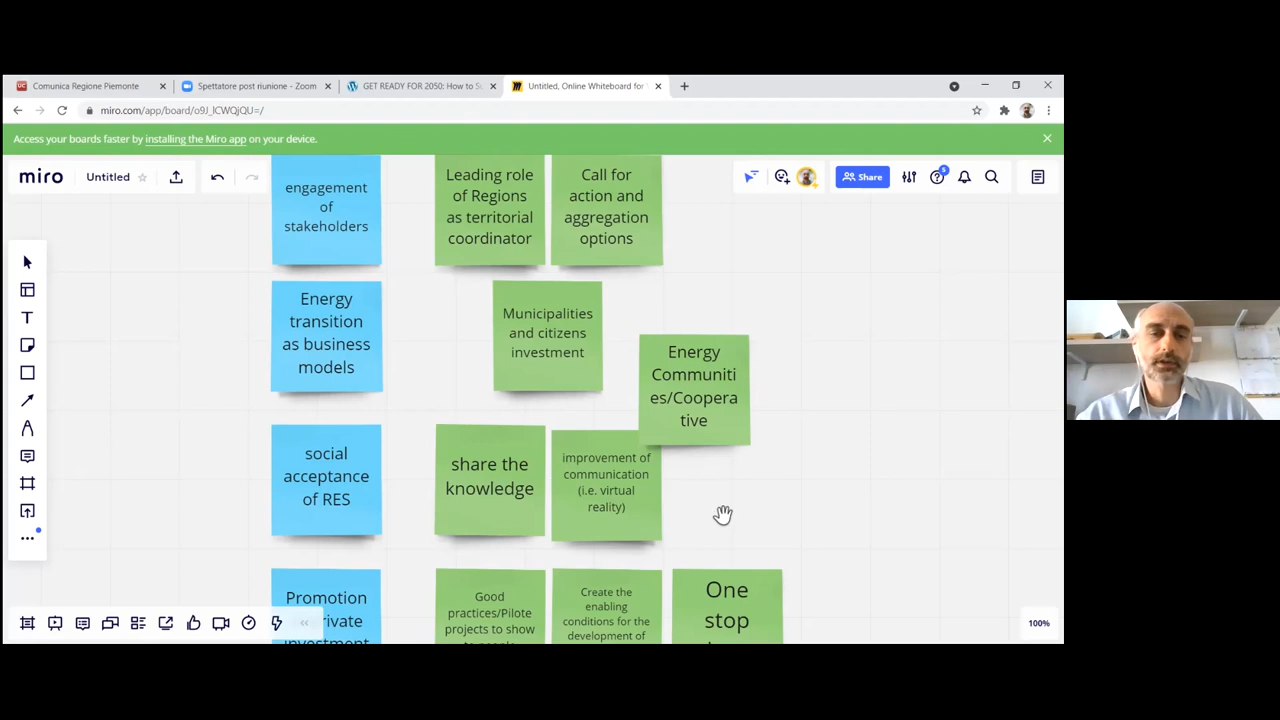 Comunica Regione Piemonte
Spettatore post riunione - Zoom
GET READY FOR 2050: How to S
Untitled, Online Whiteboard for
miro.com/app/board/o9J_lCWQjQU=/
Access your boards faster by installing the Miro app on your device.
miro
Untitled
Share
5
engagement
of
stakeholders
Leading role
of Regions
as territorial
coordinator
Call for
action and
aggregation
options
Energy
transition
as business
models
Municipalities
and citizens
investment
Energy
Communiti
es/Coopera
tive
social
acceptance
of RES
share the
knowledge
improvement of
communication
(i.e. virtual
reality)
Promotion
Good
practices/Pilote
projects to show
Create the
enabling
conditions for the
development of
One
stop
100%